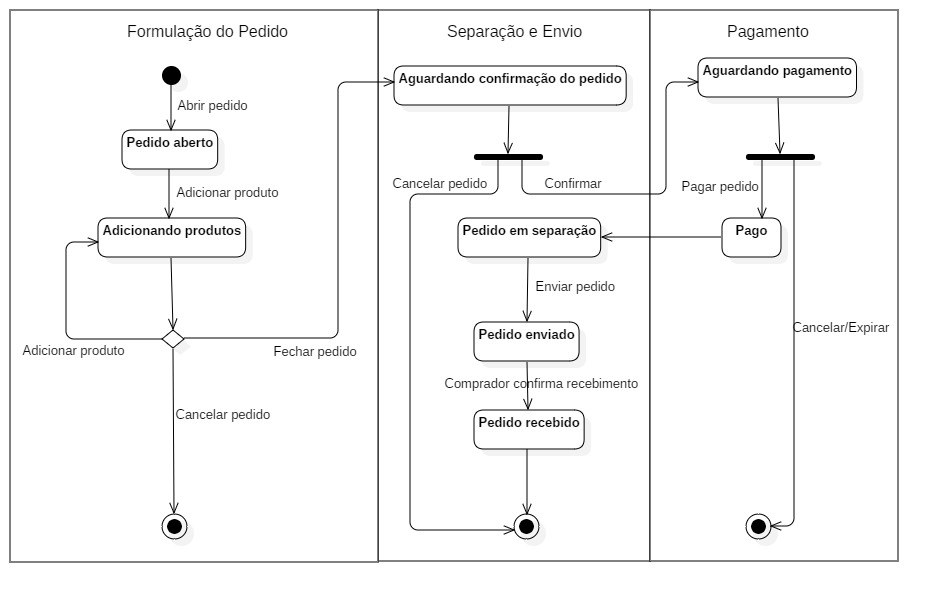 Formulação do Pedido
Separação e Envio
Pagamento
Aguardando confirmação do pedido
Aguardando pagamento
Abrir pedido
Pedido aberto
Adicionar produto
Cancelar pedido
Confirmar
Pagar pedido
Adicionando produtos
Pedido em separação
Pago
Enviar pedido
Pedido enviado
Cancelar/Expirar
Adicionar produto
Fechar pedido
Comprador confirma recebimento
Cancelar pedido
Pedido recebido